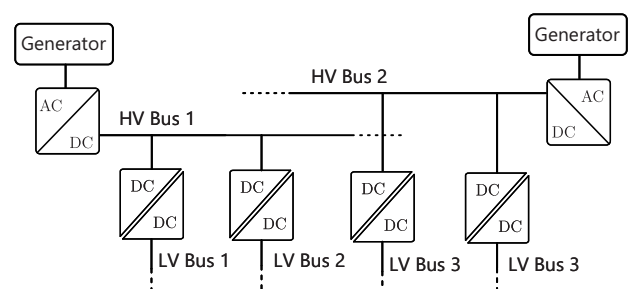 Generator
Generator
HV Bus 2
AC
DC
AC
DC
HV Bus 1
DC
DC
DC
DC
DC
DC
DC
DC
LV Bus 1
LV Bus 2
LV Bus 3
LV Bus 3